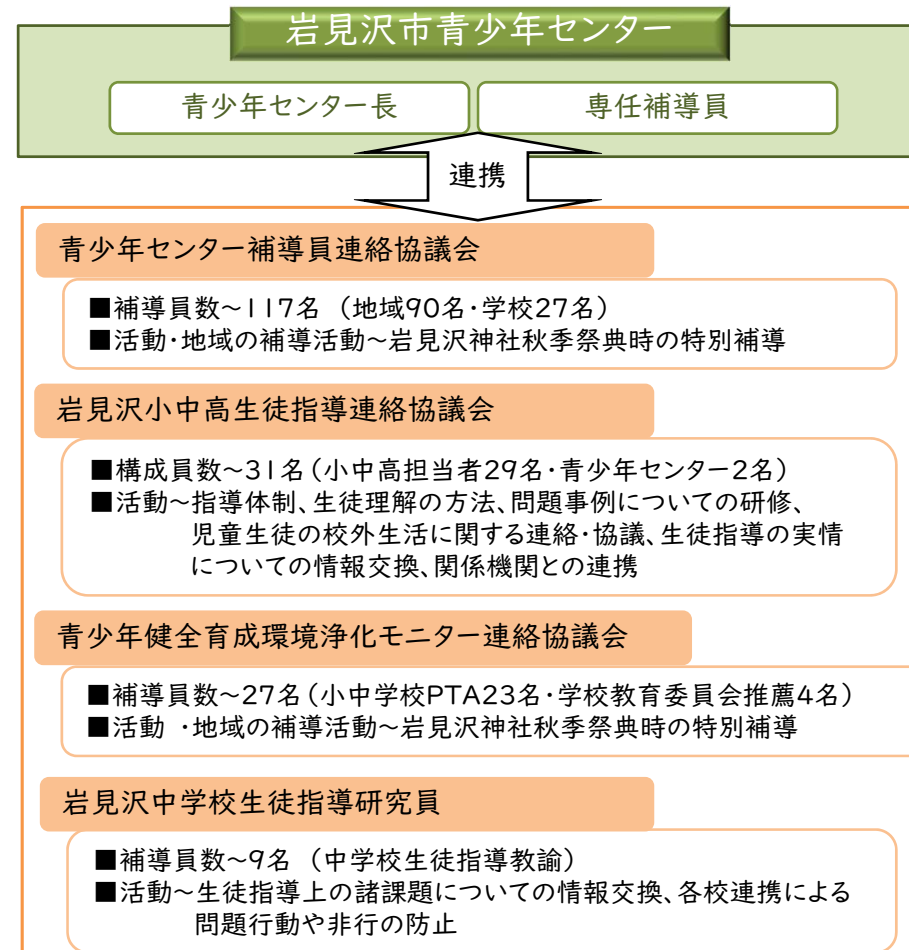 岩見沢市青少年センター
青少年センター長
専任補導員
連携
青少年センター補導員連絡協議会
■補導員数~117名 (地域90名・学校27名)
■活動・地域の補導活動~岩見沢神社秋季祭典時の特別補導
岩見沢小中高生徒指導連絡協議会
■構成員数~31名(小中高担当者29名・青少年センター2名)
■活動~指導体制、生徒理解の方法、問題事例についての研修、
児童生徒の校外生活に関する連絡・協議、生徒指導の実情
についての情報交換、関係機関との連携
青少年健全育成環境浄化モニター連絡協議会
■補導員数~27名(小中学校PTA23名・学校教育委員会推薦4名)
■活動 ・地域の補導活動~岩見沢神社秋季祭典時の特別補導
岩見沢中学校生徒指導研究員
■補導員数~9名 (中学校生徒指導教諭)
■活動~生徒指導上の諸課題についての情報交換、各校連携による
問題行動や非行の防止